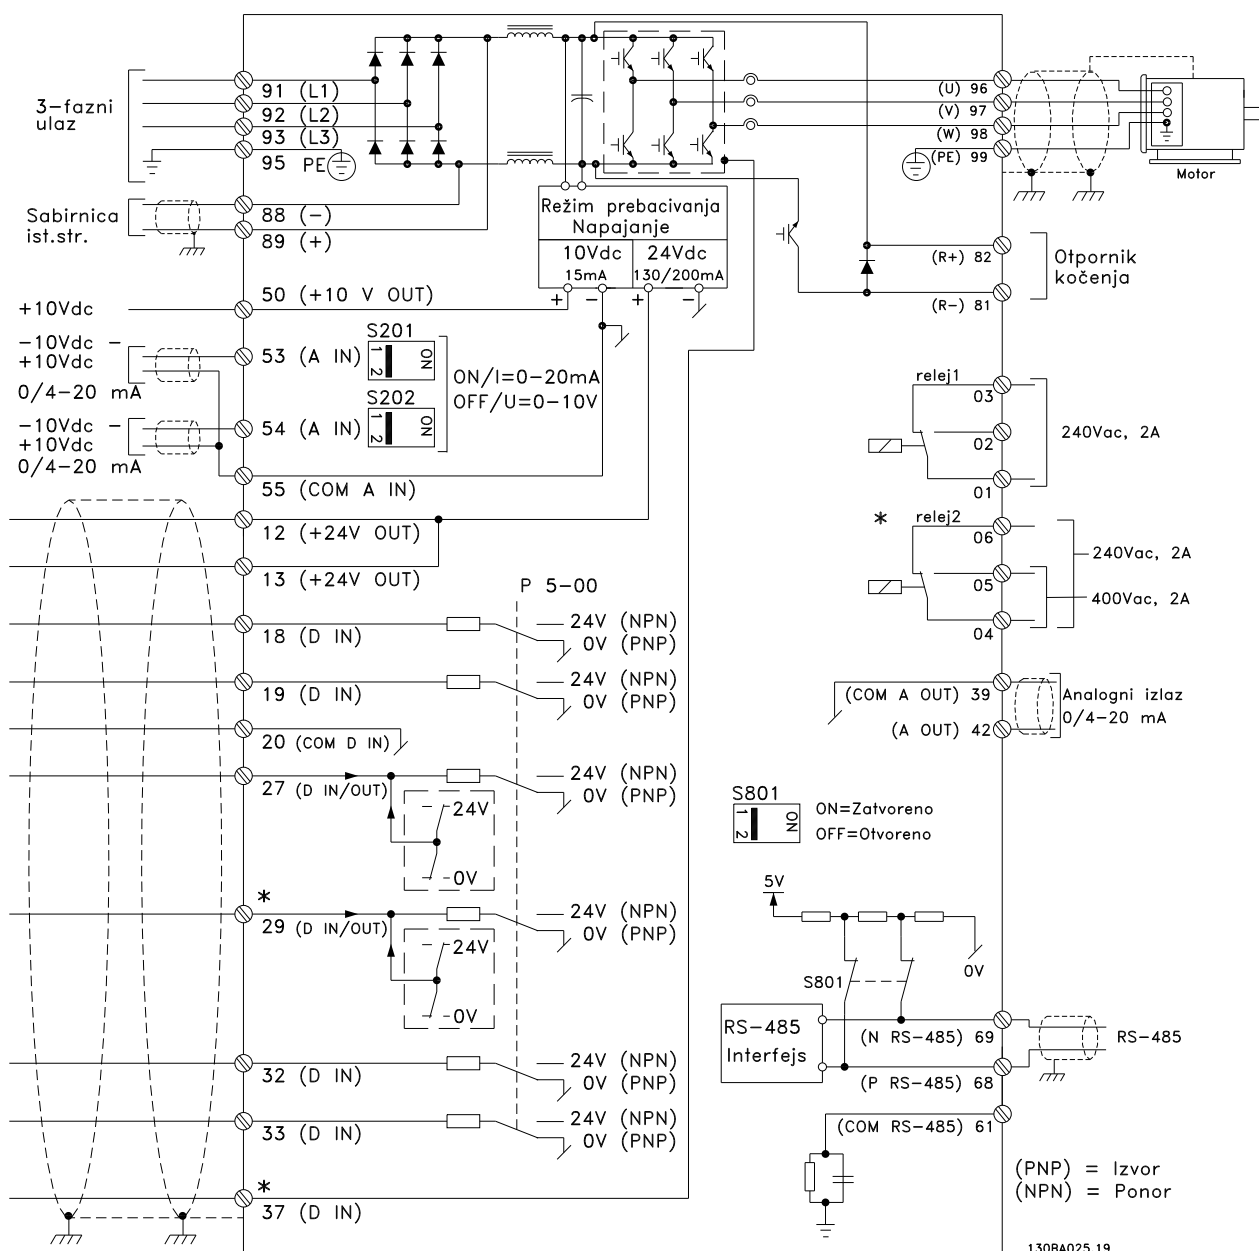 3-fazni
ulaz
91 (L1)
92 (L2)
93 (L3)
95 PE
Sabirnica
ist.str.
88 (-)
89 (+)
+10Vdc
50 (+10 V OUT)
-10Vdc -
+10Vdc
0/4-20 mA
53 (A IN)
S201
1 2
ON
-10Vdc -
+10Vdc
0/4-20 mA
54 (A IN)
S202
1 2
ON
ON/I=0-20mA
OFF/U=0-10V
55 (COM A IN)
12 (+24V OUT)
13 (+24V OUT)
P 5-00
18 (D IN)
24V (NPN)
0V (PNP)
19 (D IN)
24V (NPN)
0V (PNP)
20 (COM D IN)
27 (D IN/OUT)
24V (NPN)
0V (PNP)
24V
0V
*
29 (D IN/OUT)
24V (NPN)
0V (PNP)
24V
0V
32 (D IN)
24V (NPN)
0V (PNP)
33 (D IN)
24V (NPN)
0V (PNP)
*
37 (D IN)
Režim prebacivanja
Napajanje
10Vdc
15mA
24Vdc
130/200mA
+ - + -
(U) 96
(V) 97
(W) 98
(PE) 99
Motor
(R+) 82
(R-) 81
Otpornik
kočenja
relej1
03
02
01
240Vac, 2A
*
relej2
06
05
04
240Vac, 2A
400Vac, 2A
(COM A OUT) 39
(A OUT) 42
Analogni izlaz
0/4-20 mA
S801
1 2
ON
ON=Zatvoreno
OFF=Otvoreno
5V
0V
S801
RS-485
Interfejs
(N RS-485) 69
(P RS-485) 68
RS-485
(COM RS-485) 61
(PNP) = Izvor
(NPN) = Ponor
130BA025.19